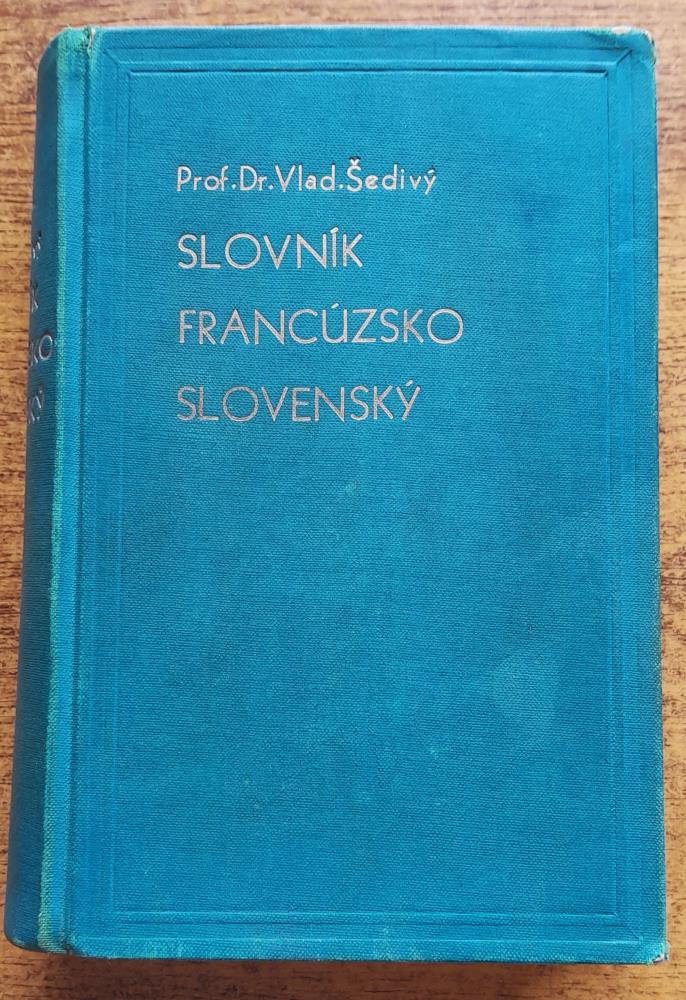 Prof.Dr.Vlad.Šedivý
SLOVNÍK
FRANCÚZSKO
SLOVENSKÝ